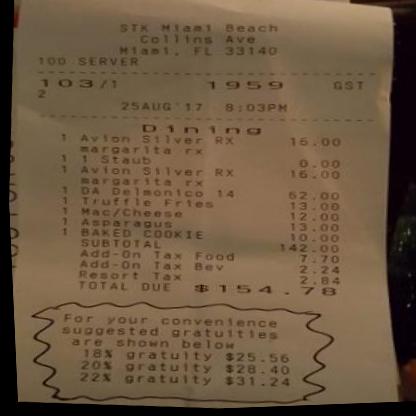 STK Miami Beach
Collins Ave
Miami, FL 33140
100 SERVER
103/1 1959 GST
2
25AUG'17 8:03PM
Dining
1 Avion Silver RX 16.00
margarita rx
1 1 Staub 0.00
1 Avion Silver RX 16.00
margarita rx
1 DA Delmonico 14 62.00
1 Truffle Fries 13.00
1 Mac/Cheese 12.00
1 Asparagus 13.00
1 BAKED COOKIE 10.00
SUBTOTAL 142.00
Add-On Tax Food 7.70
Add-On Tax Bev 2.24
Resort Tax 2.84
TOTAL DUE $154.78
For your convenience
suggested gratuities
are shown below
18% gratuity $25.56
20% gratuity $28.40
22% gratuity $31.24